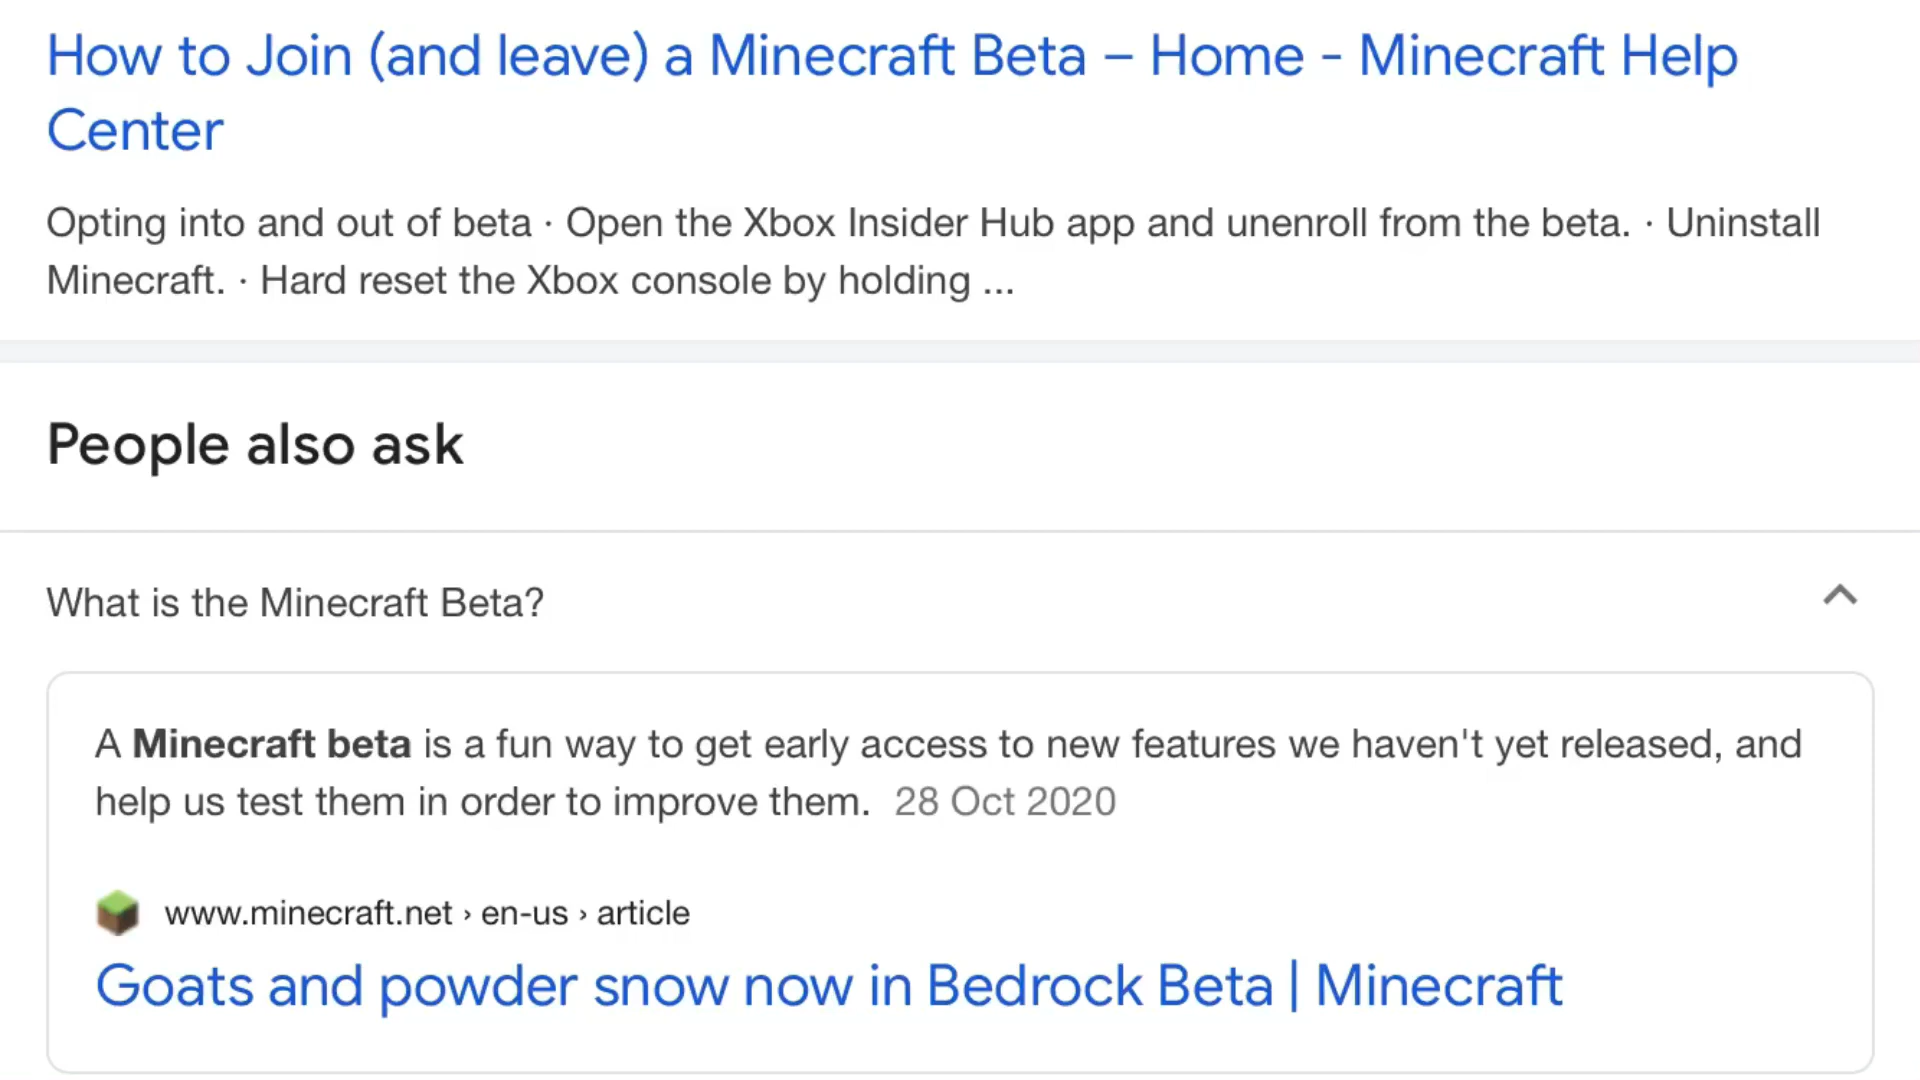 How to Join (and leave) a Minecraft Beta – Home - Minecraft Help
Center
Opting into and out of beta · Open the Xbox Insider Hub app and unenroll from the beta. · Uninstall
Minecraft. · Hard reset the Xbox console by holding ...
People also ask
What is the Minecraft Beta?
A Minecraft beta is a fun way to get early access to new features we haven't yet released, and
help us test them in order to improve them. 28 Oct 2020
www.minecraft.net › en-us › article
Goats and powder snow now in Bedrock Beta | Minecraft